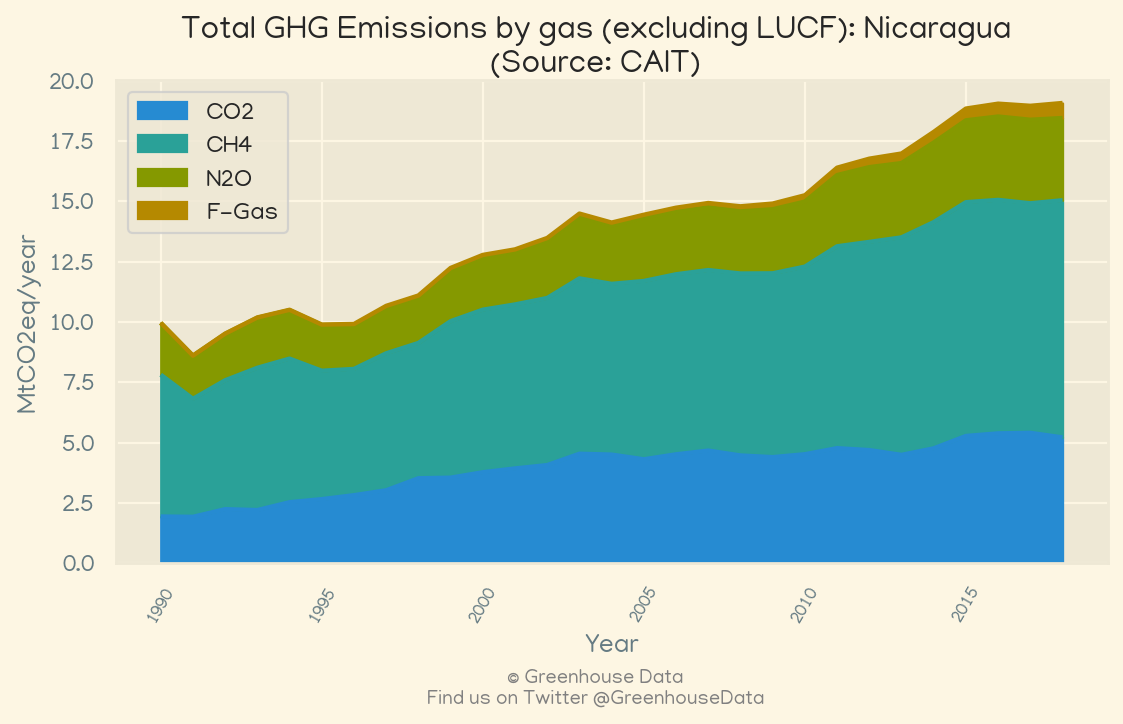 Total GHG Emissions by gas (excluding LUCF): Nicaragua
(Source: CAIT)
20.0
17.5
15.0
12.5
10.0
7.5
5.0
2.5
0.0
MtCO2eq/year
CO2
CH4
N2O
F-Gas
1990
1995
2000
2005
2010
2015
Year
© Greenhouse Data
Find us on Twitter @GreenhouseData